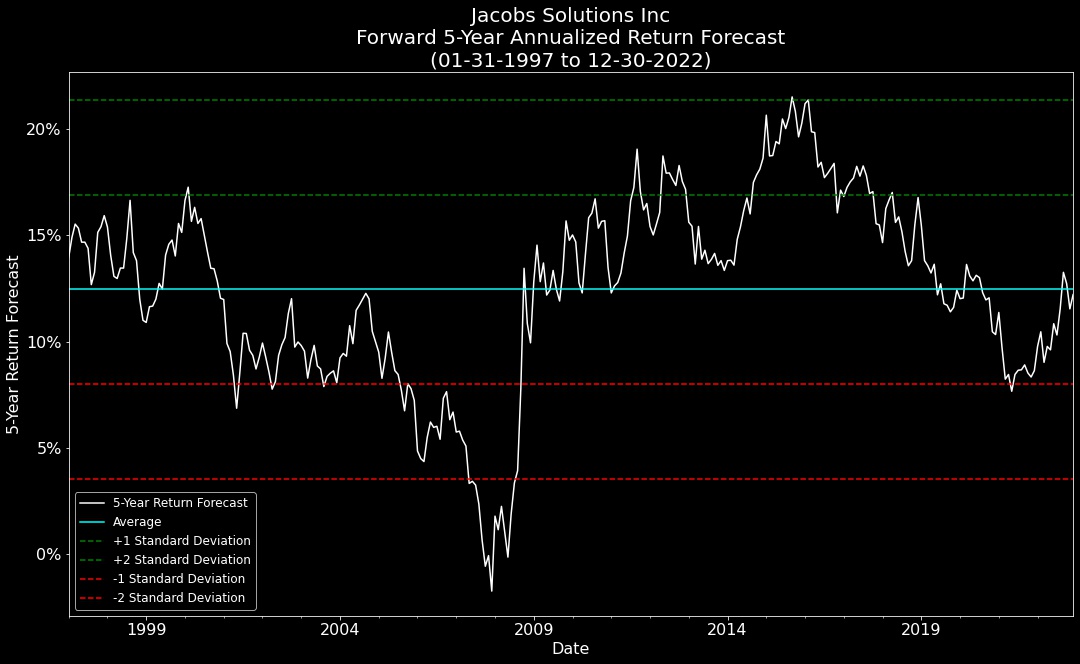 Jacobs Solutions Inc
Forward 5-Year Annualized Return Forecast
(01-31-1997 to 12-30-2022)
5-Year Return Forecast
20%
15%
10%
5%
0%
5-Year Return Forecast
Average
+1 Standard Deviation
+2 Standard Deviation
-1 Standard Deviation
-2 Standard Deviation
1999 2004 2009 2014 2019
Date